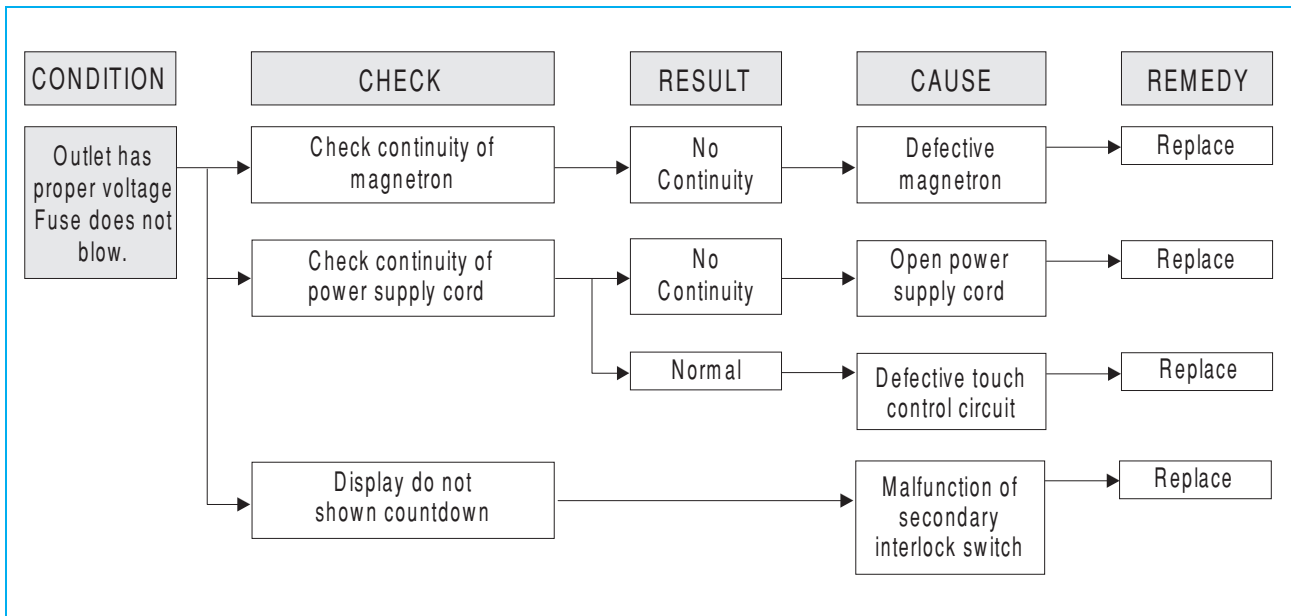 CONDITION
CHECK
RESULT
CAUSE
REMEDY
Outlet has
proper voltage
Fuse does not
blow.
Check continuity of
magnetron
No
Continuity
Defective
magnetron
Replace
Check continuity of
power supply cord
No
Continuity
Open power
supply cord
Replace
Normal
Defective touch
control circuit
Replace
Display do not
shown countdown
Malfunction of
secondary
interlock switch
Replace